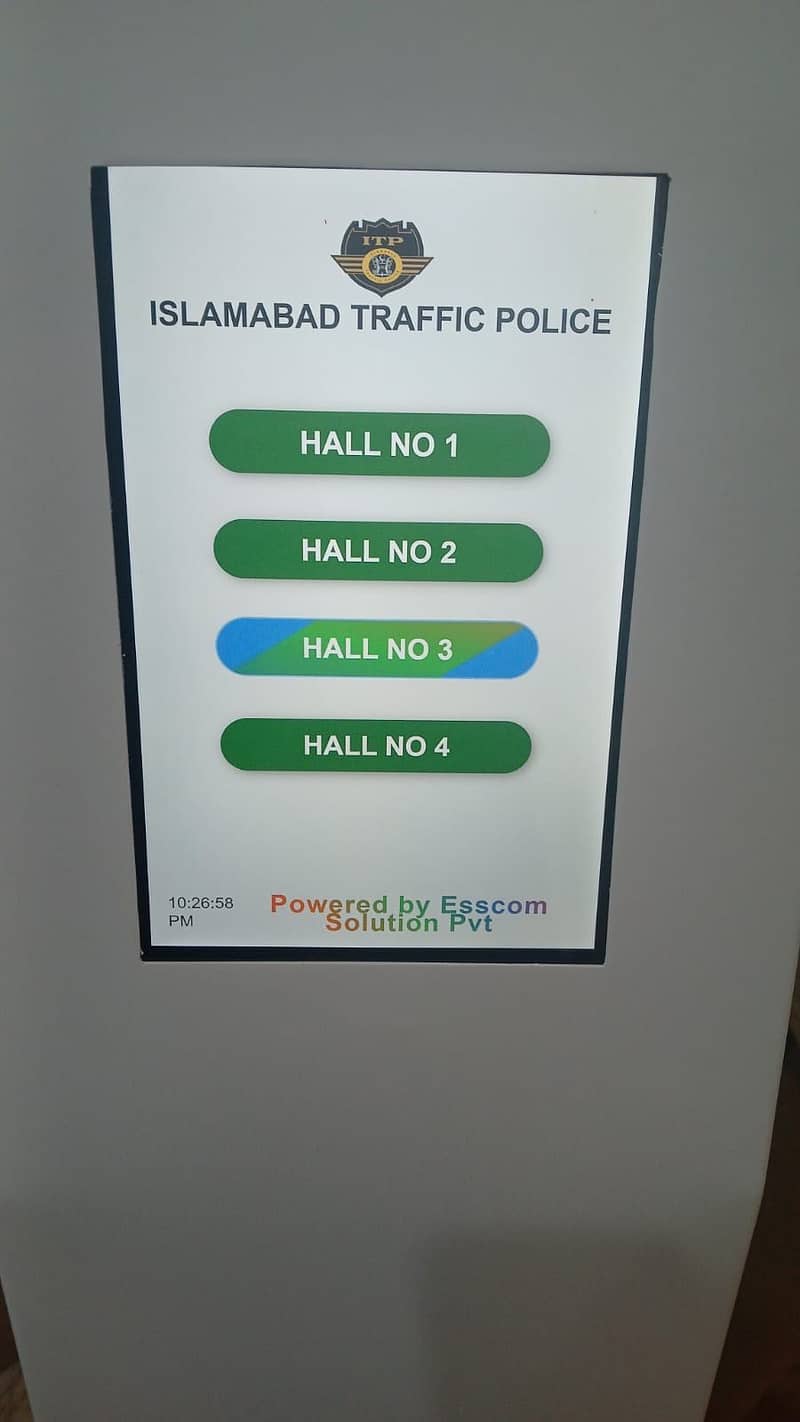 ITP
ISLAMABAD TRAFFIC POLICE
HALL NO 1
HALL NO 2
HALL NO 3
HALL NO 4
10:26:58
PM
Powered by Esscom
Solution Pvt